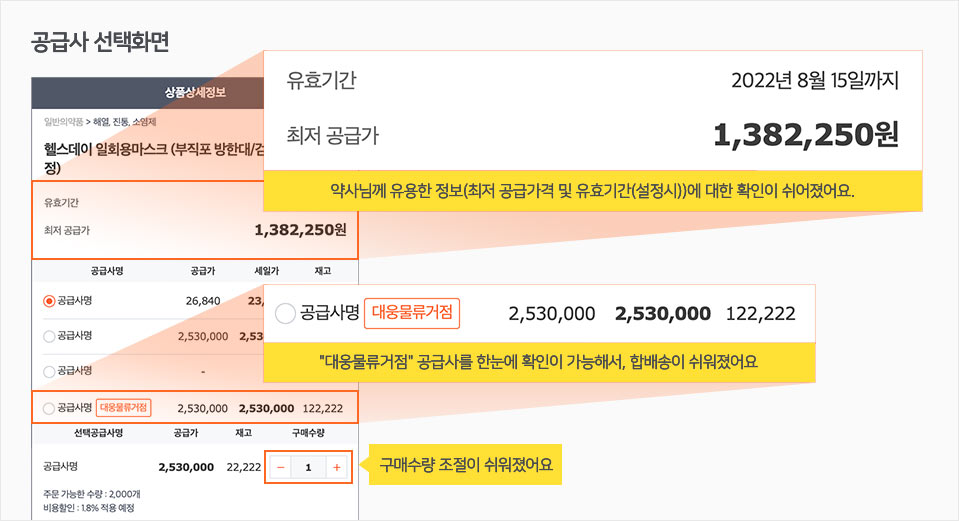 공급사 선택화면
유효기간 2022년 8월 15일까지
최저 공급가 1,382,250원
약사님께 유용한 정보(최저 공급가격 및 유효기간(설정시))에 대한 확인이 쉬어졌어요.
상품상세정보
일반의약품 > 해열, 진통, 소염제
헬스데이 일회용마스크 (부직포 방한대/검
정)
유효기간
최저 공급가 1,382,250원
공급사명 공급가 세일가 재고
공급사명 26,840 23,
공급사명 2,530,000 2,53
공급사명 -
공급사명 대웅물류거점 2,530,000 2,530,000 122,222
"대웅물류거점" 공급사를 한눈에 확인이 가능해서, 합배송이 쉬워졌어요
공급사명 대웅물류거점 2,530,000 2,530,000 122,222
선택공급사명 공급가 재고 구매수량
공급사명 2,530,000 22,222 − 1 +
구매수량 조절이 쉬워졌어요
주문 가능한 수량 : 2,000개
비용할인 : 1.8% 적용 예정